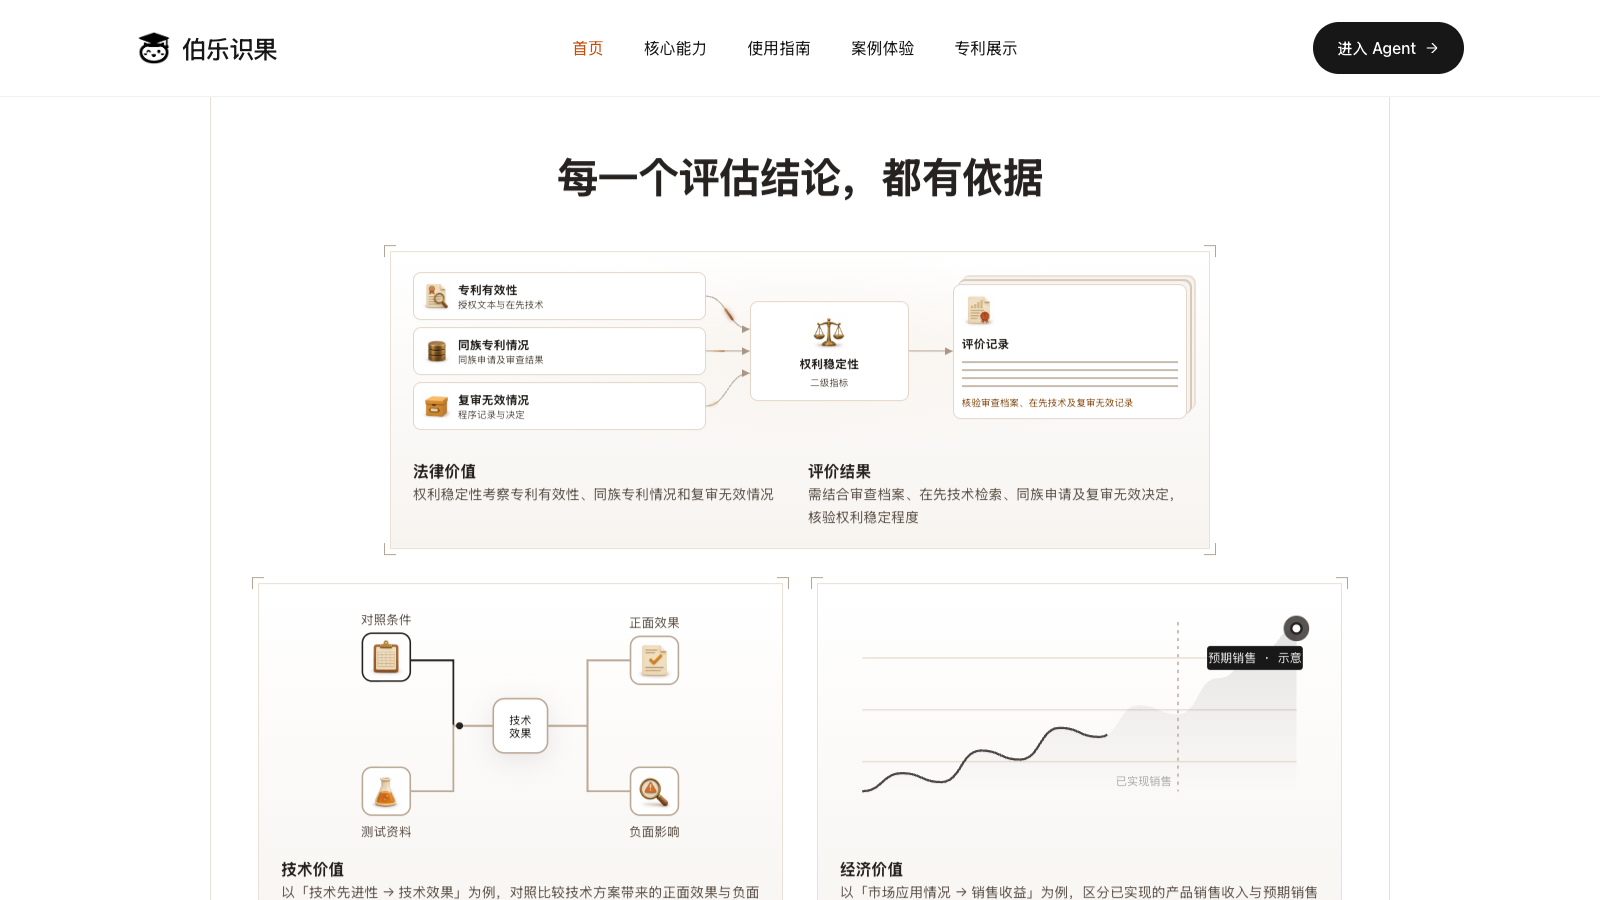 伯乐识果
首页
核心能力
使用指南
案例体验
专利展示
进入 Agent →
每一个评估结论，都有依据
专利有效性
授权文本与在先技术
同族专利情况
同族申请及审查结果
复审无效情况
程序记录与决定
权利稳定性
二级指标
评价记录
核验审查档案、在先技术及复审无效记录
法律价值
权利稳定性考察专利有效性、同族专利情况和复审无效情况
评价结果
需结合审查档案、在先技术检索、同族申请及复审无效决定，
核验权利稳定程度
对照条件
正面效果
技术
效果
测试资料
负面影响
技术价值
以「技术先进性 → 技术效果」为例，对照比较技术方案带来的正面效果与负面
预期销售 · 示意
已实现销售
经济价值
以「市场应用情况 → 销售收益」为例，区分已实现的产品销售收入与预期销售